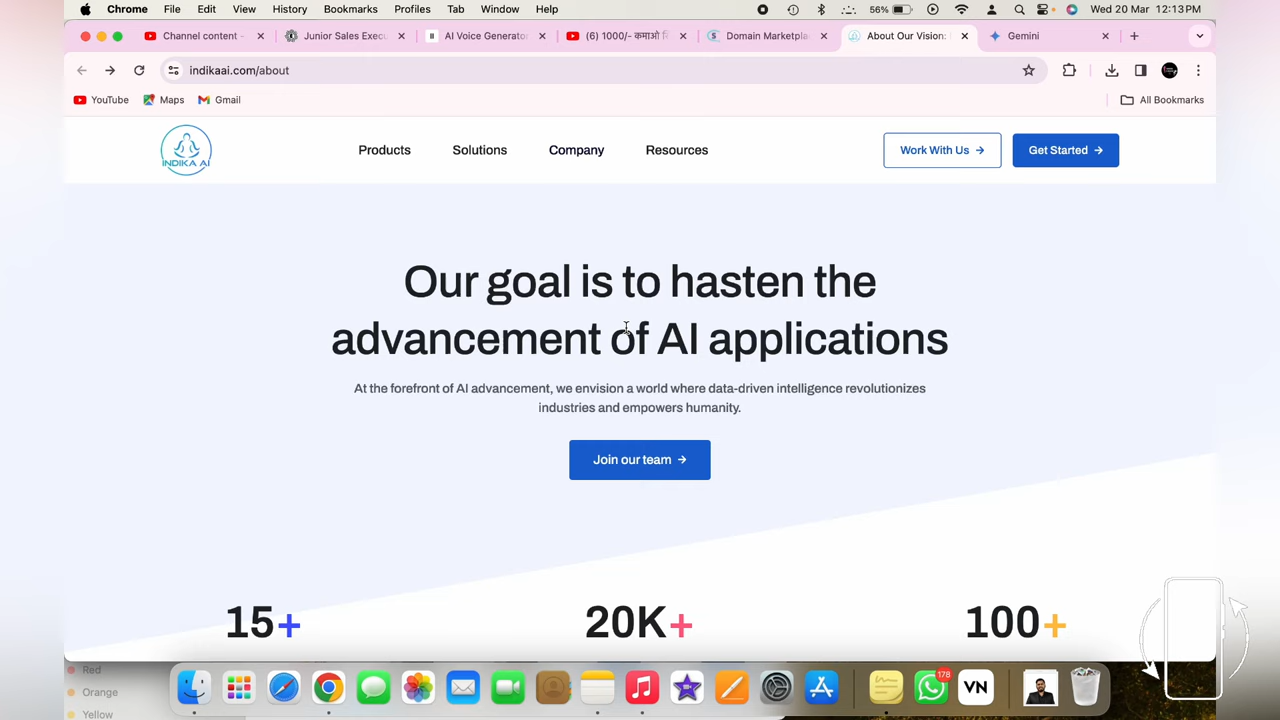 Chrome File Edit View History Bookmarks Profiles Tab Window Help 56% Wed 20 Mar 12:13 PM
Channel content - Junior Sales Exec AI Voice Generator (6) 1000/- कमाओ Domain Marketpla About Our Vision: Gemini
indikaai.com/about
YouTube Maps Gmail All Bookmarks
INDIKA AI Products Solutions Company Resources Work With Us → Get Started →
Our goal is to hasten the
advancement of AI applications
At the forefront of AI advancement, we envision a world where data-driven intelligence revolutionizes
industries and empowers humanity.
Join our team →
15+ 20K+ 100+
Red
Orange
Yellow
178
VN